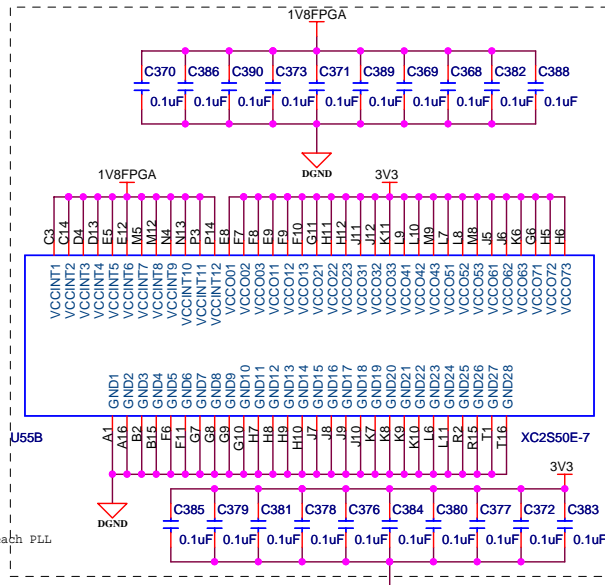 1V8FPGA
C370 C386 C390 C373 C371 C389 C369 C368 C382 C388
0.1uF 0.1uF 0.1uF 0.1uF 0.1uF 0.1uF 0.1uF 0.1uF 0.1uF 0.1uF
DGND
1V8FPGA 3V3
C3 C14 D4 D13 E5 E12 M5 M12 N4 N13 P3 P14 E8 F7 F8 E9 F9 F10 G11 H11 H12 J11 J12 K11 L9 L10 M9 L7 L8 M8 J5 J6 K6 G6 H5 H6
VCCINT1 VCCINT2 VCCINT3 VCCINT4 VCCINT5 VCCINT6 VCCINT7 VCCINT8 VCCINT9 VCCINT10 VCCINT11 VCCINT12 VCCO01 VCCO02 VCCO03 VCCO11 VCCO12 VCCO13 VCCO21 VCCO22 VCCO23 VCCO31 VCCO32 VCCO33 VCCO41 VCCO42 VCCO43 VCCO51 VCCO52 VCCO53 VCCO61 VCCO62 VCCO63 VCCO71 VCCO72 VCCO73
GND1 GND2 GND3 GND4 GND5 GND6 GND7 GND8 GND9 GND10 GND11 GND12 GND13 GND14 GND15 GND16 GND17 GND18 GND19 GND20 GND21 GND22 GND23 GND24 GND25 GND26 GND27 GND28
U55B XC2S50E-7
A1 A16 B2 B15 F6 F11 G7 G8 G9 G10 H7 H8 H9 H10 J7 J8 J9 J10 K7 K8 K9 K10 L6 L11 R2 R15 T1 T16
3V3
DGND
C385 C379 C381 C378 C376 C384 C380 C377 C372 C383
0.1uF 0.1uF 0.1uF 0.1uF 0.1uF 0.1uF 0.1uF 0.1uF 0.1uF 0.1uF
each PLL